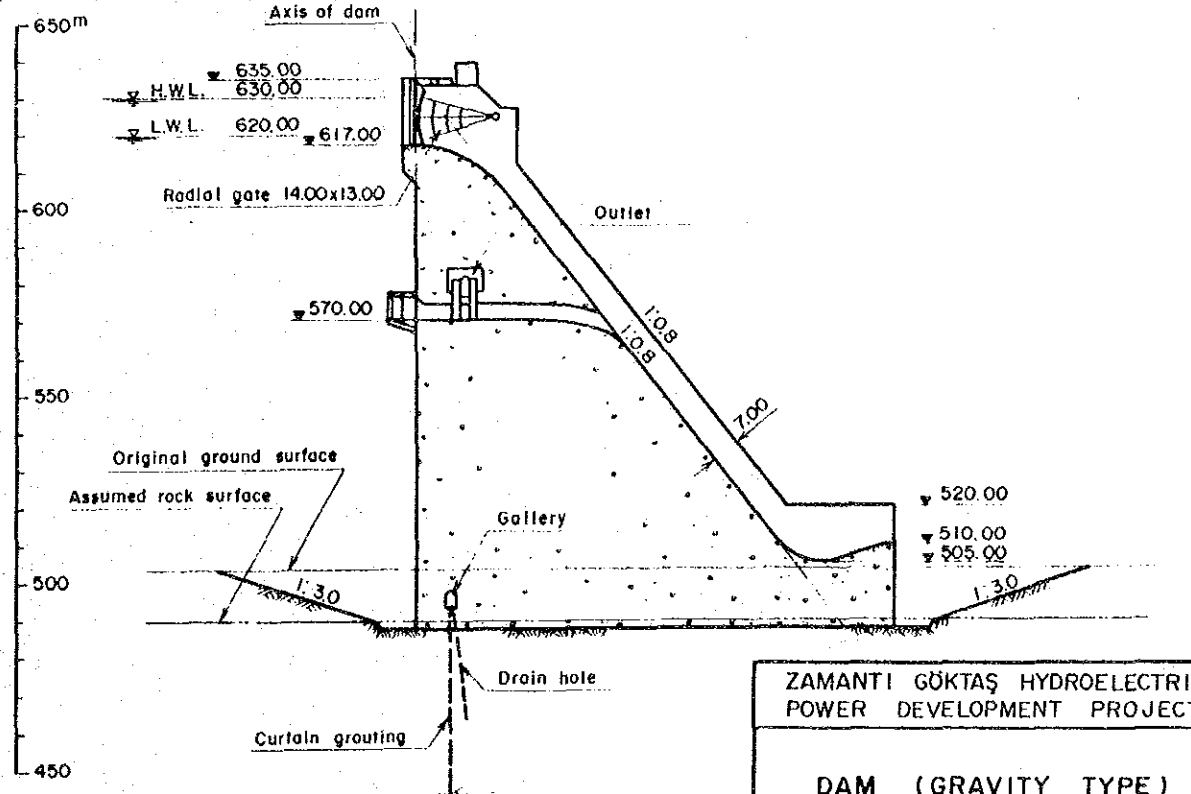 650m
Axis of dam
635.00
H.W.L. 630.00
L.W.L. 620.00
617.00
Radial gate 14.00x13.00
600
Outlet
570.00
1:0.8
1:0.8
550
7.00
Original ground surface
Assumed rock surface
Gallery
520.00
510.00
505.00
500
1:3.0
1:3.0
Drain hole
Curtain grouting
450
ZAMANTI GÖKTAŞ HYDROELECTRI
POWER DEVELOPMENT PROJECT
DAM (GRAVITY TYPE)